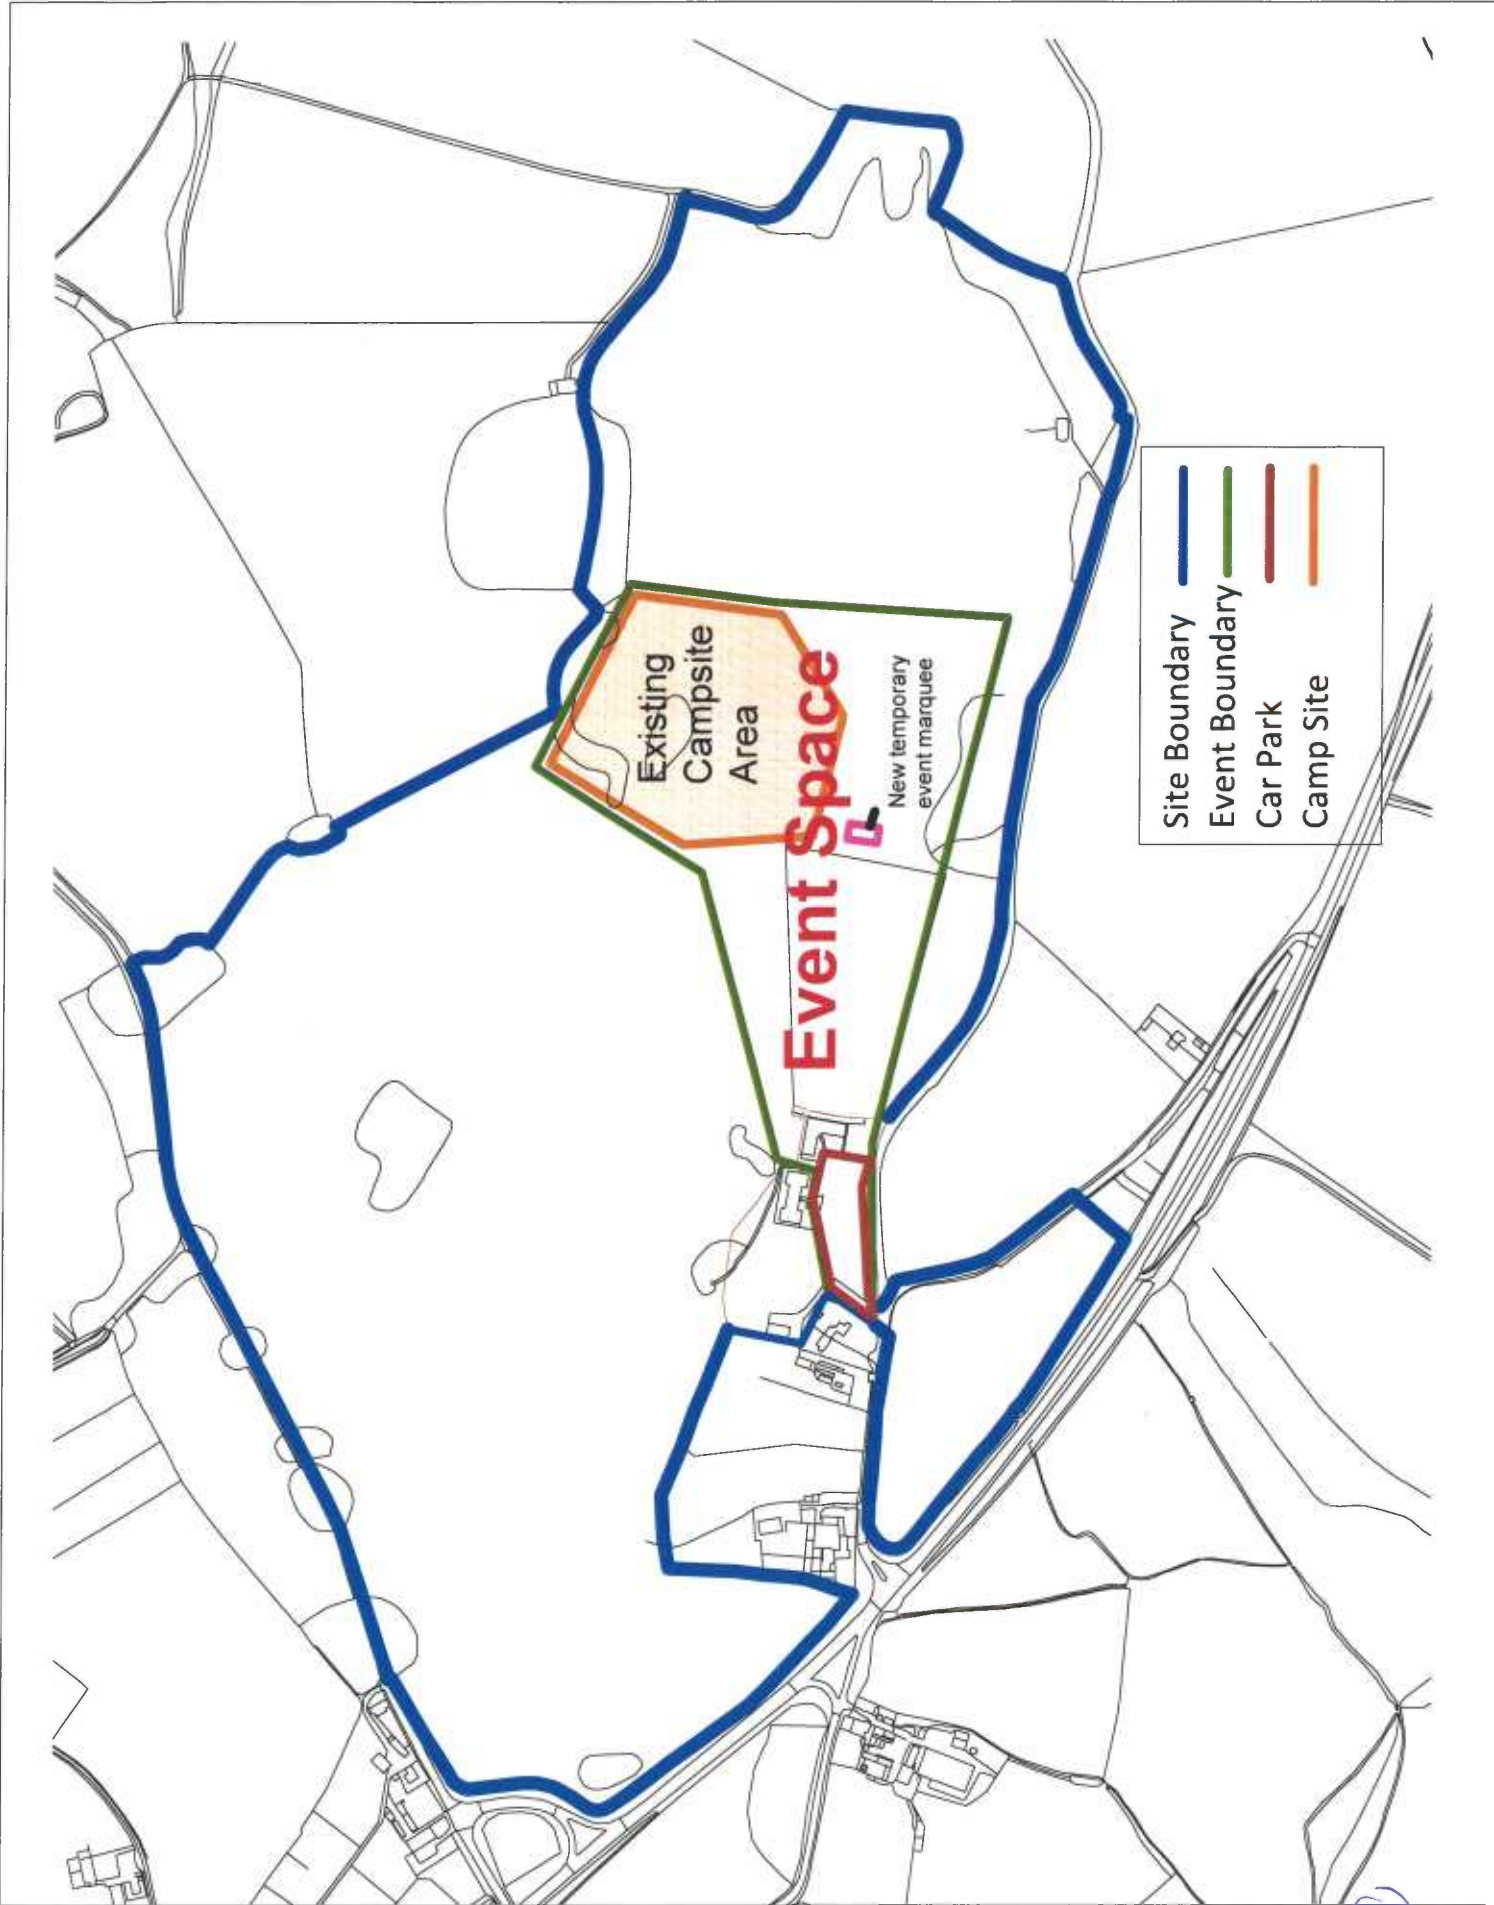 Existing
Campsite
Area
Event Space
New temporary
event marquee
Site Boundary
Event Boundary
Car Park
Camp Site